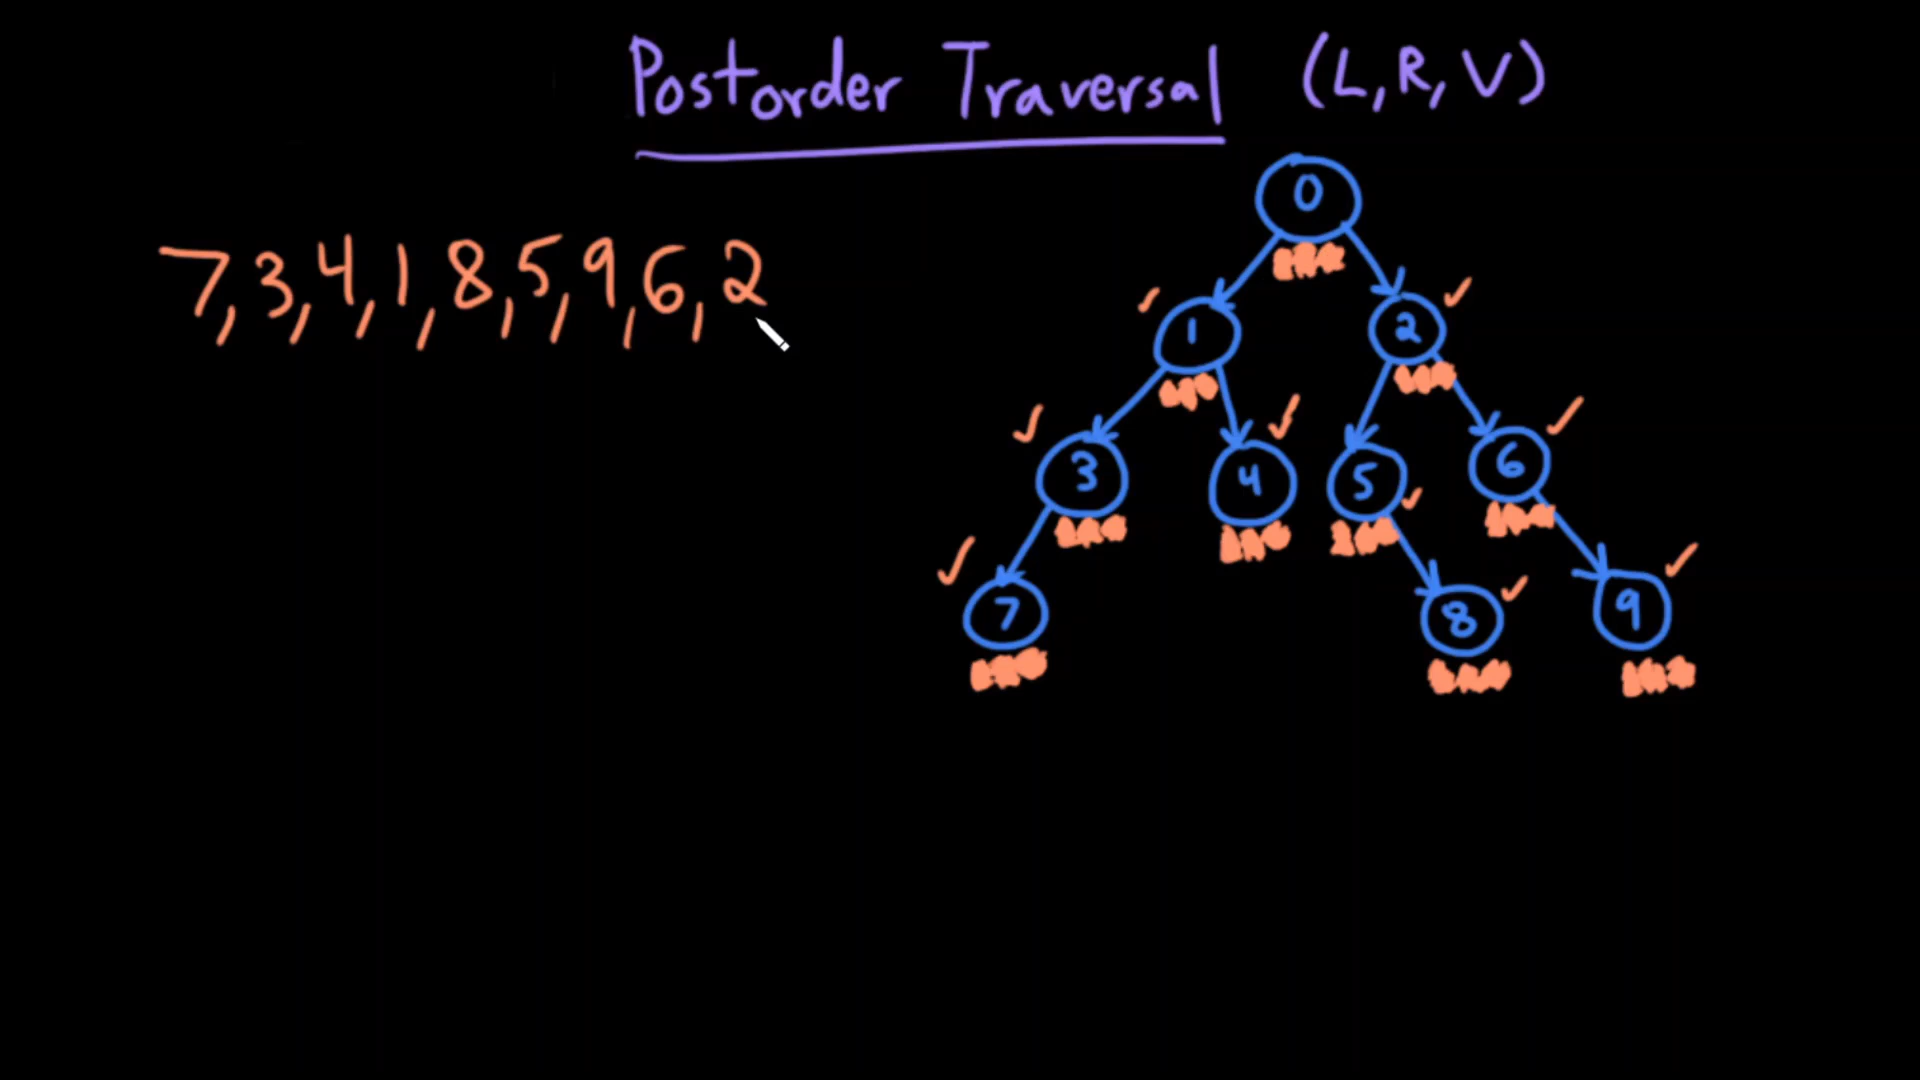 Postorder Traversal (L, R, V)
7, 3, 4, 1, 8, 5, 9, 6, 2
0
1 2
3 4 5 6
7 8 9